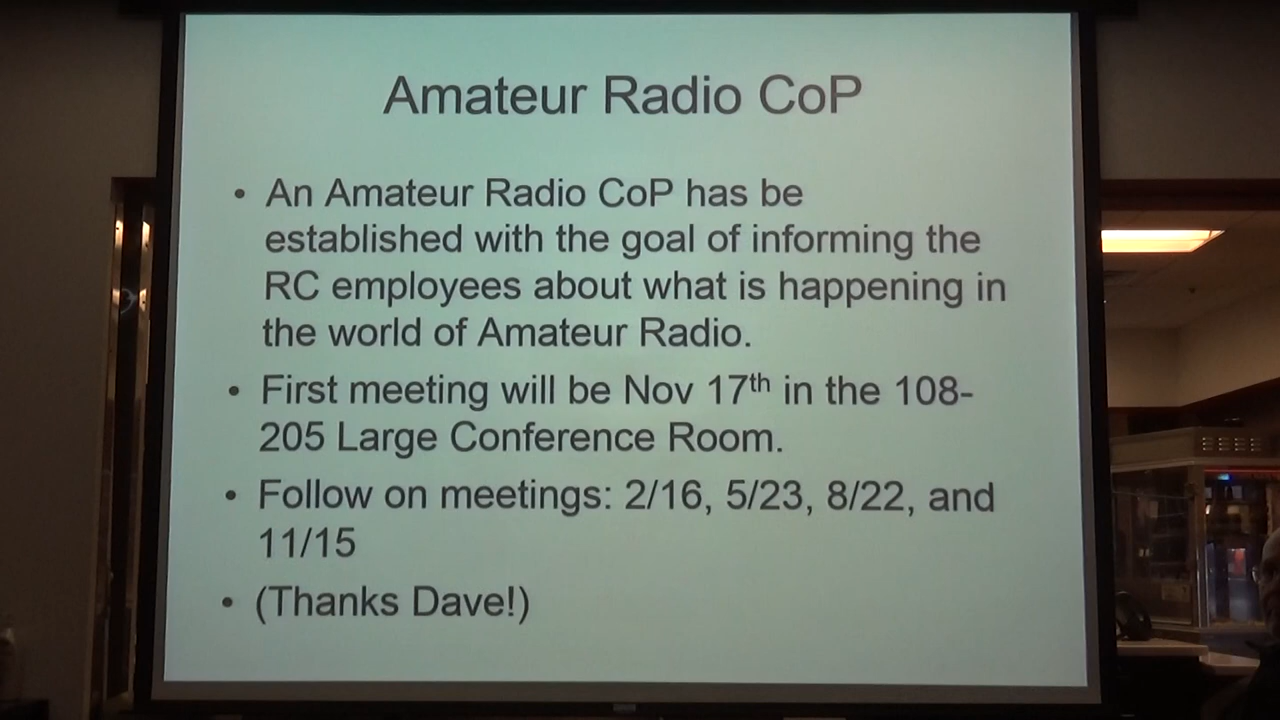 Amateur Radio CoP
• An Amateur Radio CoP has be
established with the goal of informing the
RC employees about what is happening in
the world of Amateur Radio.
• First meeting will be Nov 17th in the 108-
205 Large Conference Room.
• Follow on meetings: 2/16, 5/23, 8/22, and
11/15
• (Thanks Dave!)